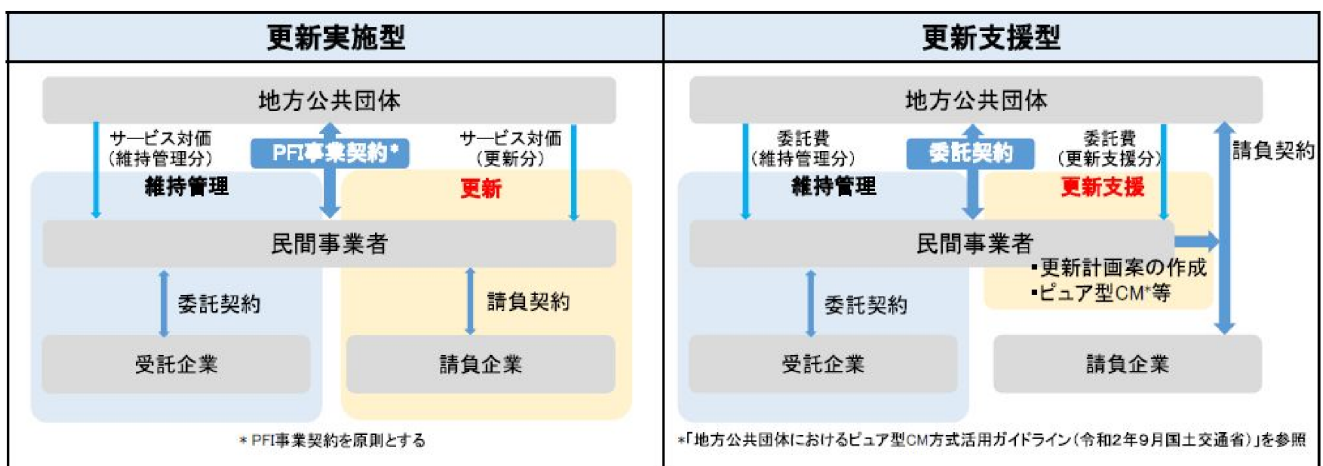 更新実施型
地方公共団体
サービス対価
(維持管理分)
PFI事業契約*
サービス対価
(更新分)
維持管理
更新
民間事業者
委託契約
請負契約
受託企業
請負企業
* PFI事業契約を原則とする
更新支援型
地方公共団体
委託費
(維持管理分)
委託契約
委託費
(更新支援分)
請負契約
維持管理
更新支援
民間事業者
▪更新計画案の作成
▪ピュア型CM*等
委託契約
受託企業
請負企業
*「地方公共団体におけるピュア型CM方式活用ガイドライン(令和2年9月国土交通省)」を参照